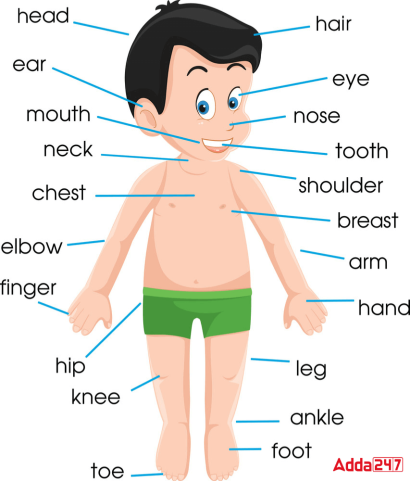 head
hair
ear
eye
mouth
nose
neck
tooth
shoulder
chest
breast
elbow
arm
finger
hand
hip
leg
knee
ankle
foot
toe
Adda247